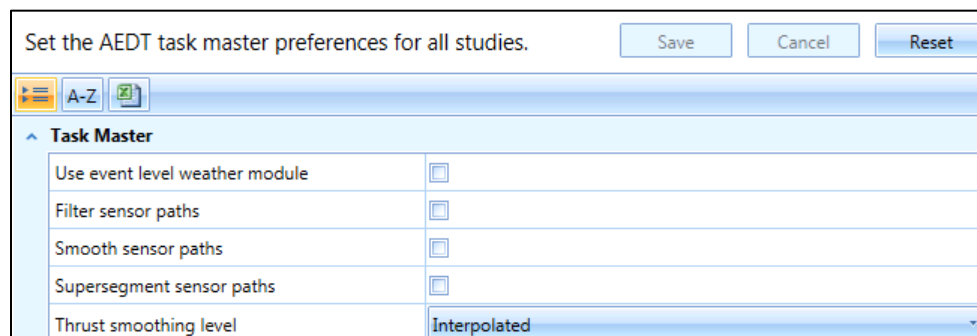 Set the AEDT task master preferences for all studies. Save Cancel Reset
A-Z
Task Master
Use event level weather module
Filter sensor paths
Smooth sensor paths
Supersegment sensor paths
Thrust smoothing level Interpolated